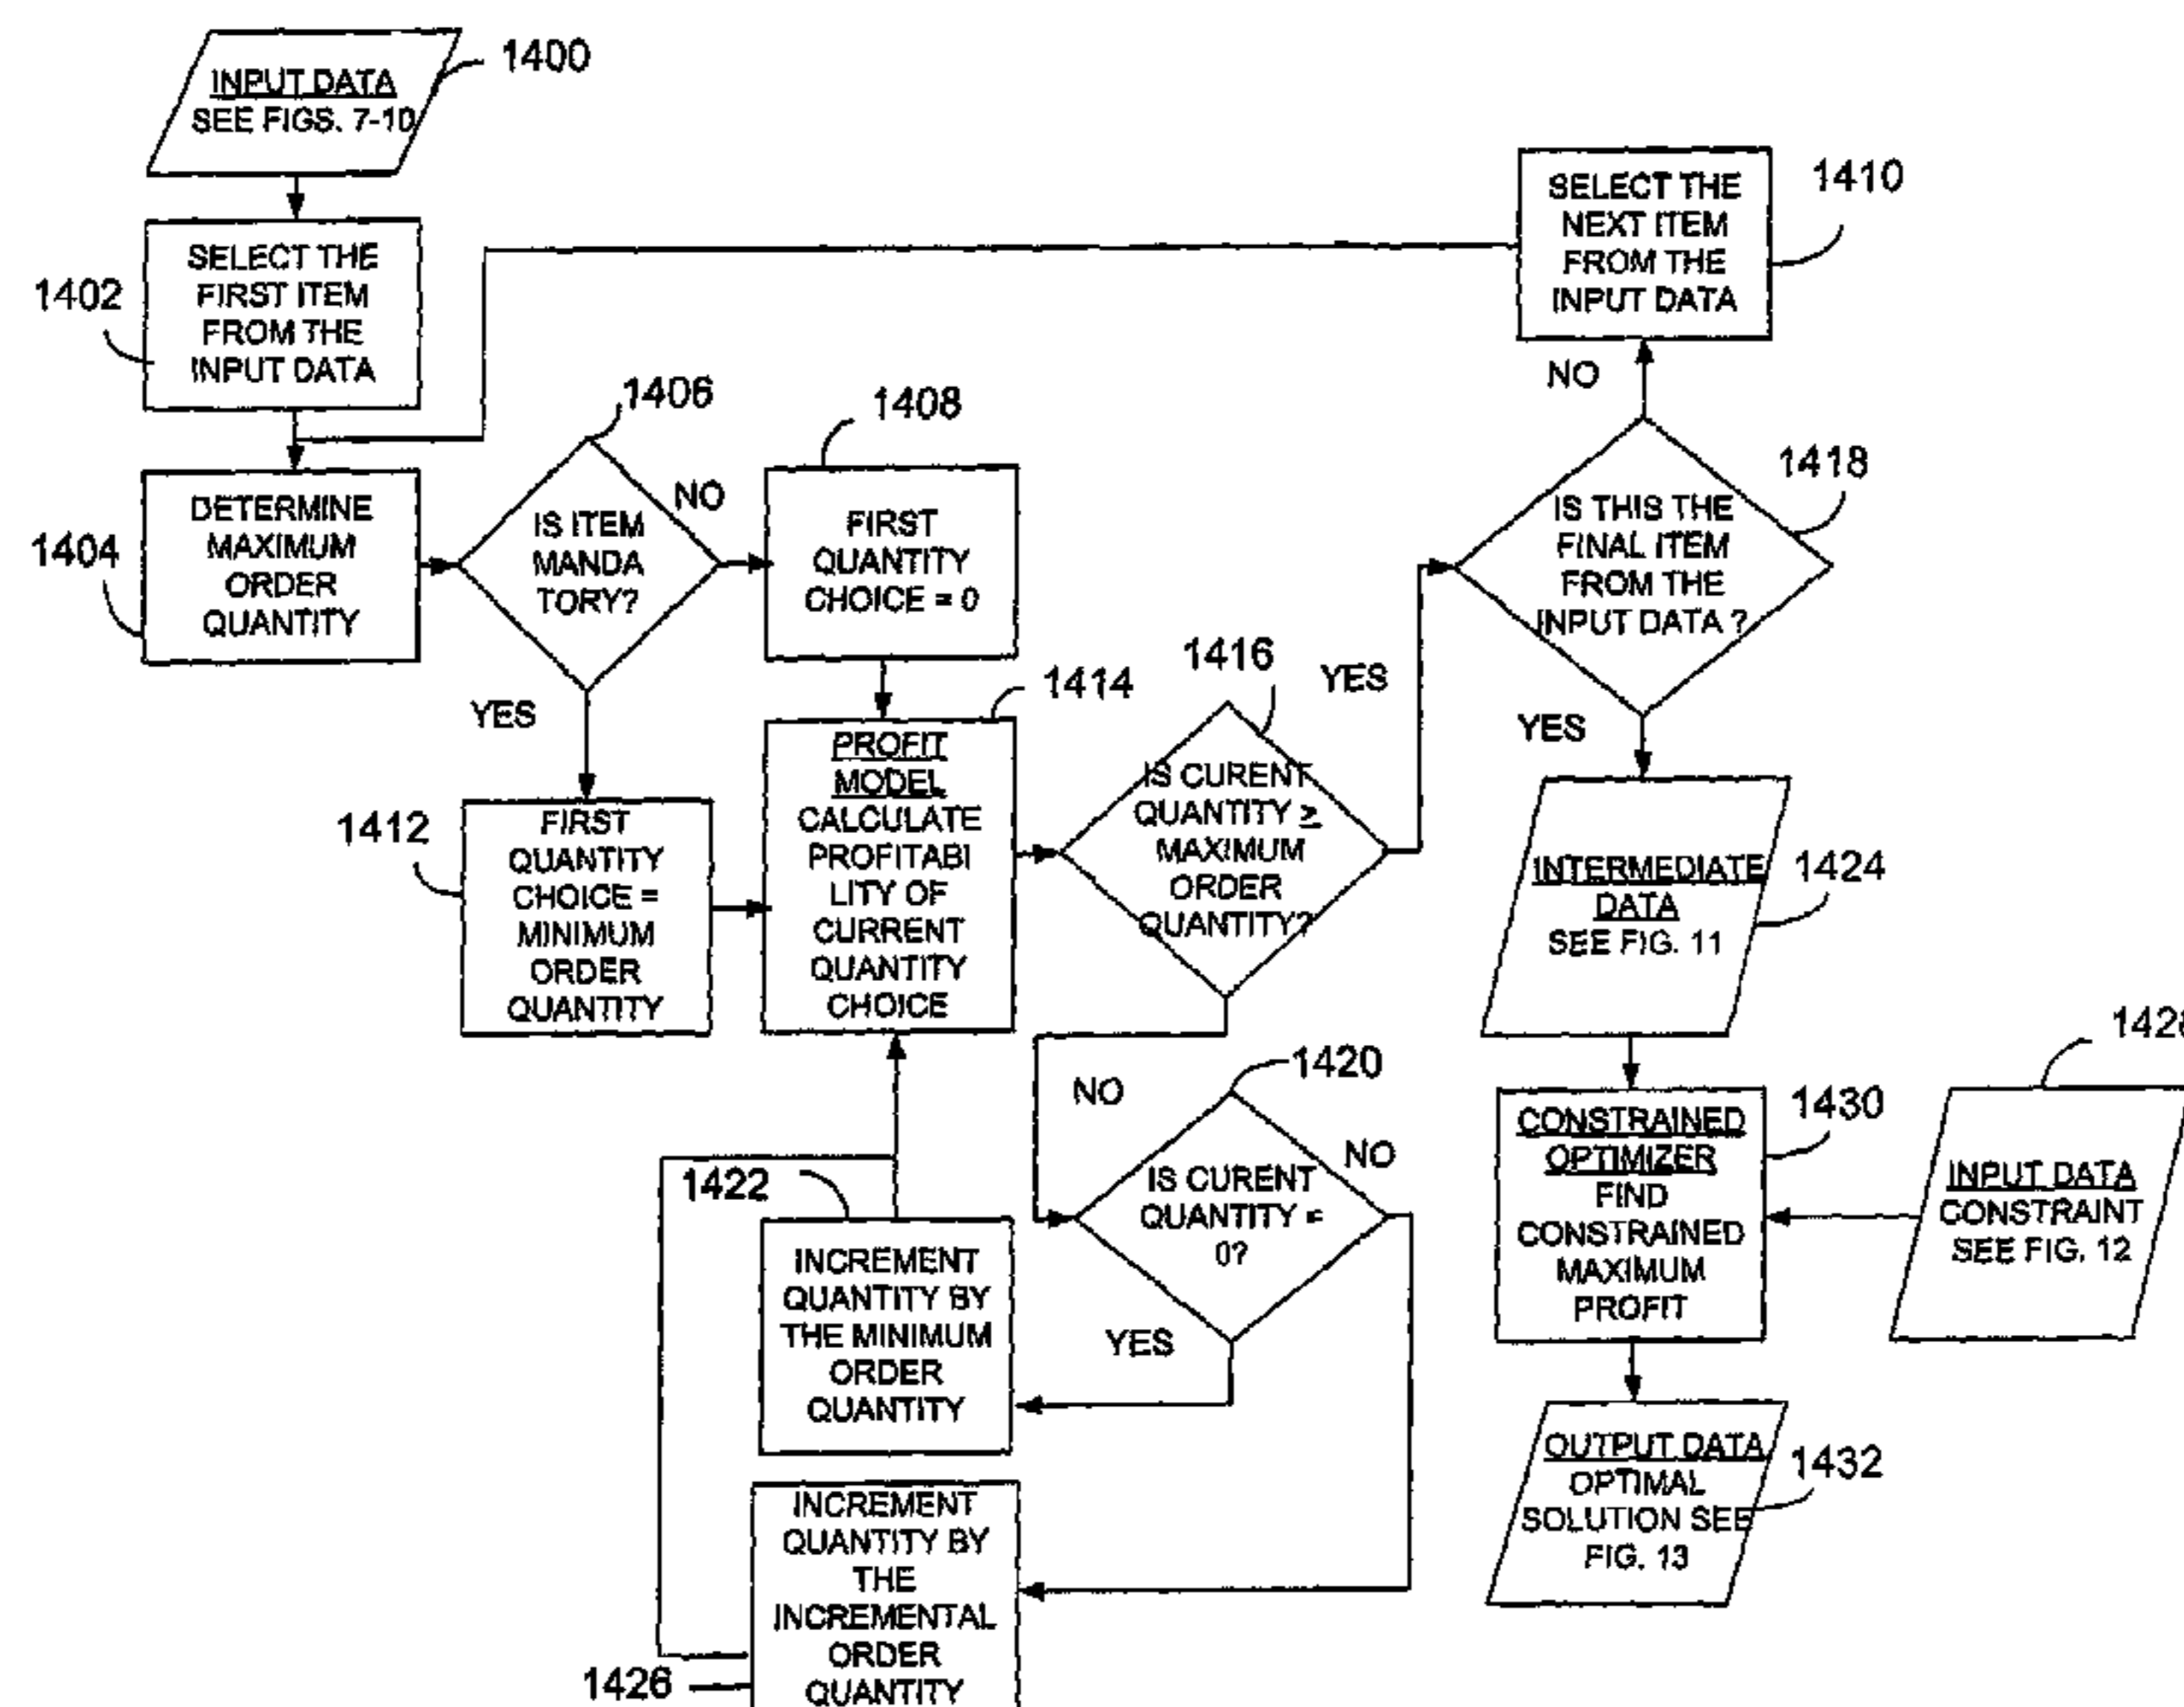 1400
INPUT DATA
SEE FIGS. 7-10
1402
SELECT THE
FIRST ITEM
FROM THE
INPUT DATA
1410
SELECT THE
NEXT ITEM
FROM THE
INPUT DATA
NO
1404
DETERMINE
MAXIMUM
ORDER
QUANTITY
1406
IS ITEM
MANDA
TORY?
NO
YES
1408
FIRST
QUANTITY
CHOICE = 0
1418
IS THIS THE
FINAL ITEM
FROM THE
INPUT DATA ?
YES
1412
FIRST
QUANTITY
CHOICE =
MINIMUM
ORDER
QUANTITY
1414
PROFIT
MODEL
CALCULATE
PROFITABI
LITY OF
CURRENT
QUANTITY
CHOICE
1416
IS CURENT
QUANTITY ≥
MAXIMUM
ORDER
QUANTITY?
YES
NO
1424
INTERMEDIATE
DATA
SEE FIG. 11
1420
IS CURENT
QUANTITY =
0?
NO
YES
1422
INCREMENT
QUANTITY BY
THE MINIMUM
ORDER
QUANTITY
1430
CONSTRAINED
OPTIMIZER
FIND
CONSTRAINED
MAXIMUM
PROFIT
INPUT DATA
CONSTRAINT
SEE FIG. 12
1426
INCREMENT
QUANTITY BY
THE
INCREMENTAL
ORDER
QUANTITY
1432
OUTPUT DATA
OPTIMAL
SOLUTION SEE
FIG. 13